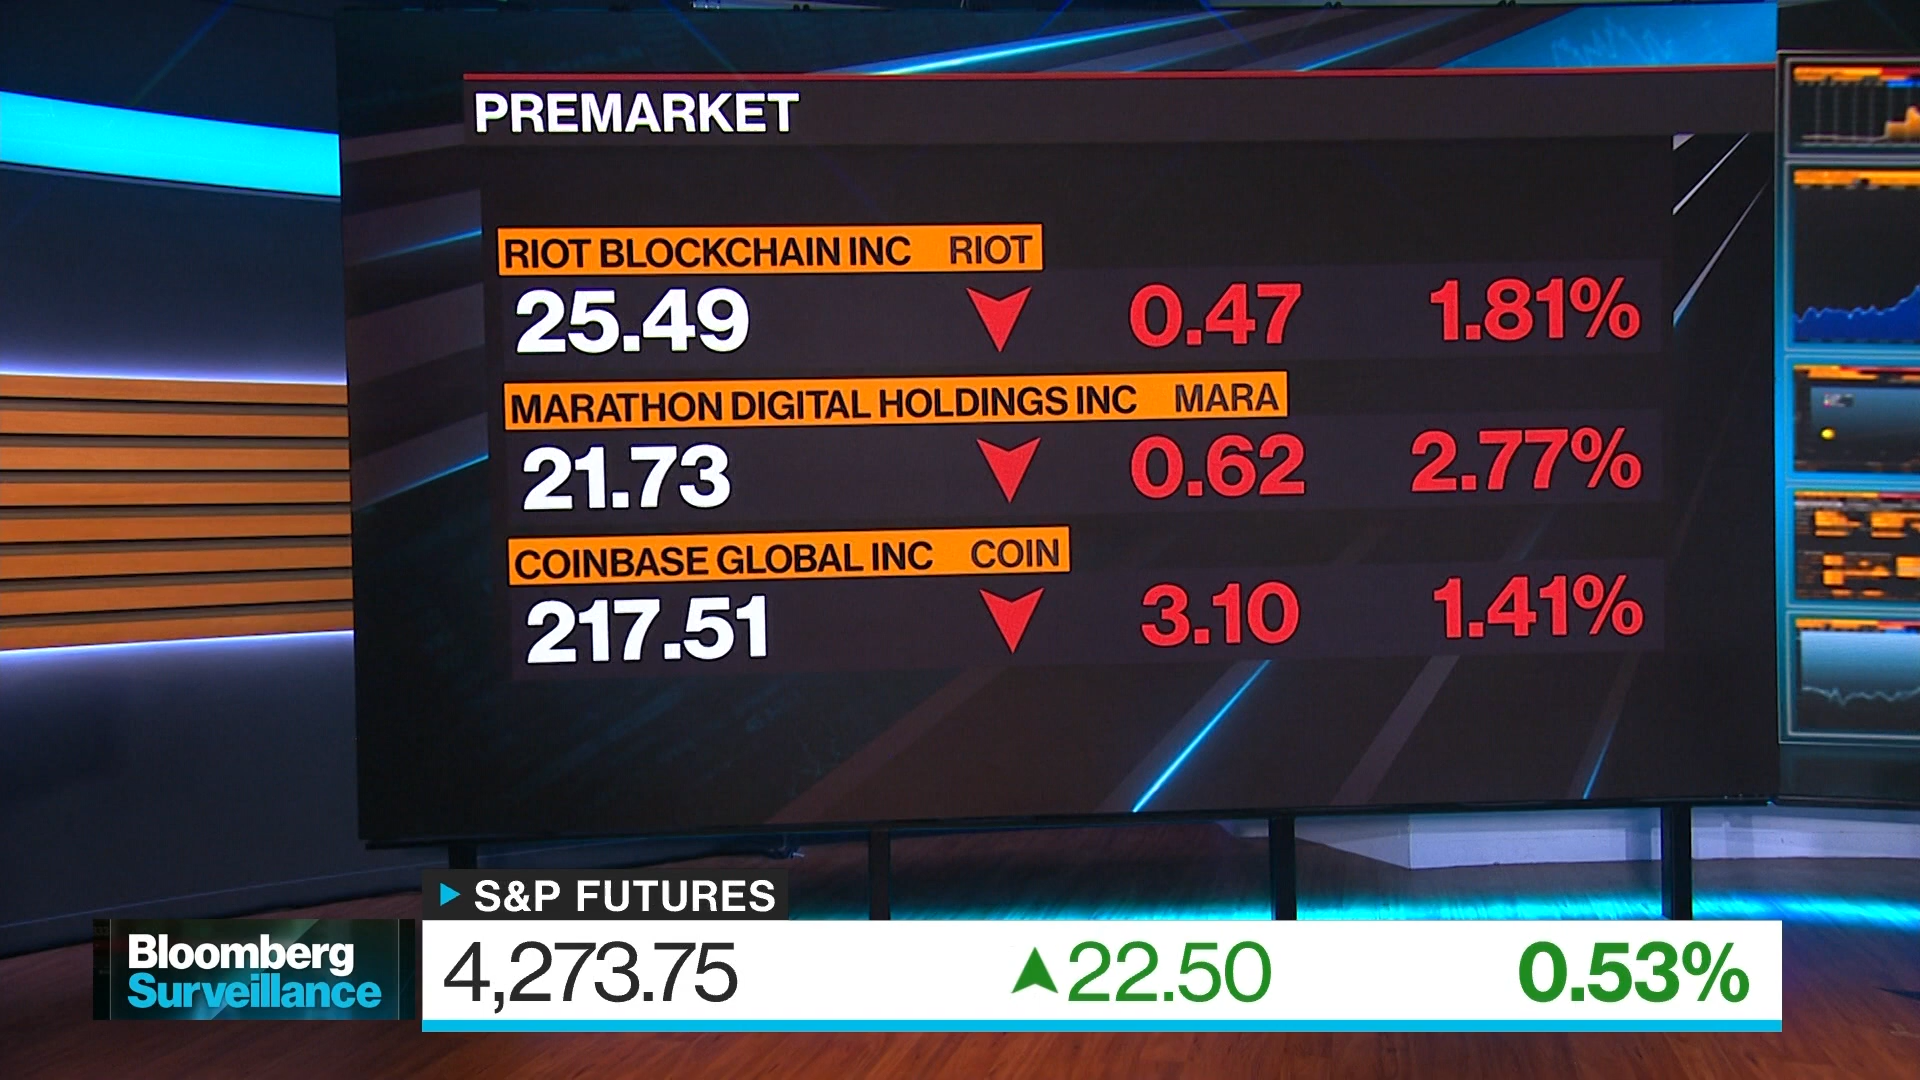 PREMARKET
RIOT BLOCKCHAIN INC RIOT
25.49 0.47 1.81%
MARATHON DIGITAL HOLDINGS INC MARA
21.73 0.62 2.77%
COINBASE GLOBAL INC COIN
217.51 3.10 1.41%
S&P FUTURES
Bloomberg
Surveillance
4,273.75 22.50 0.53%